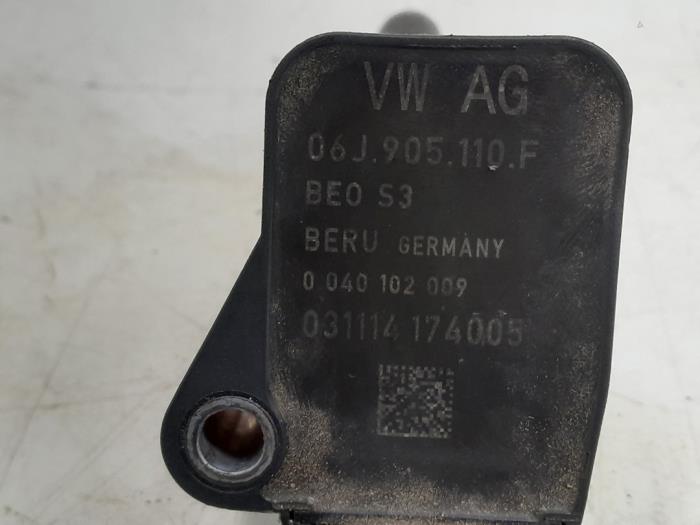 VW AG
06J.905.110.F
BEO S3
BERU GERMANY
0 040 102 009
031114 174005